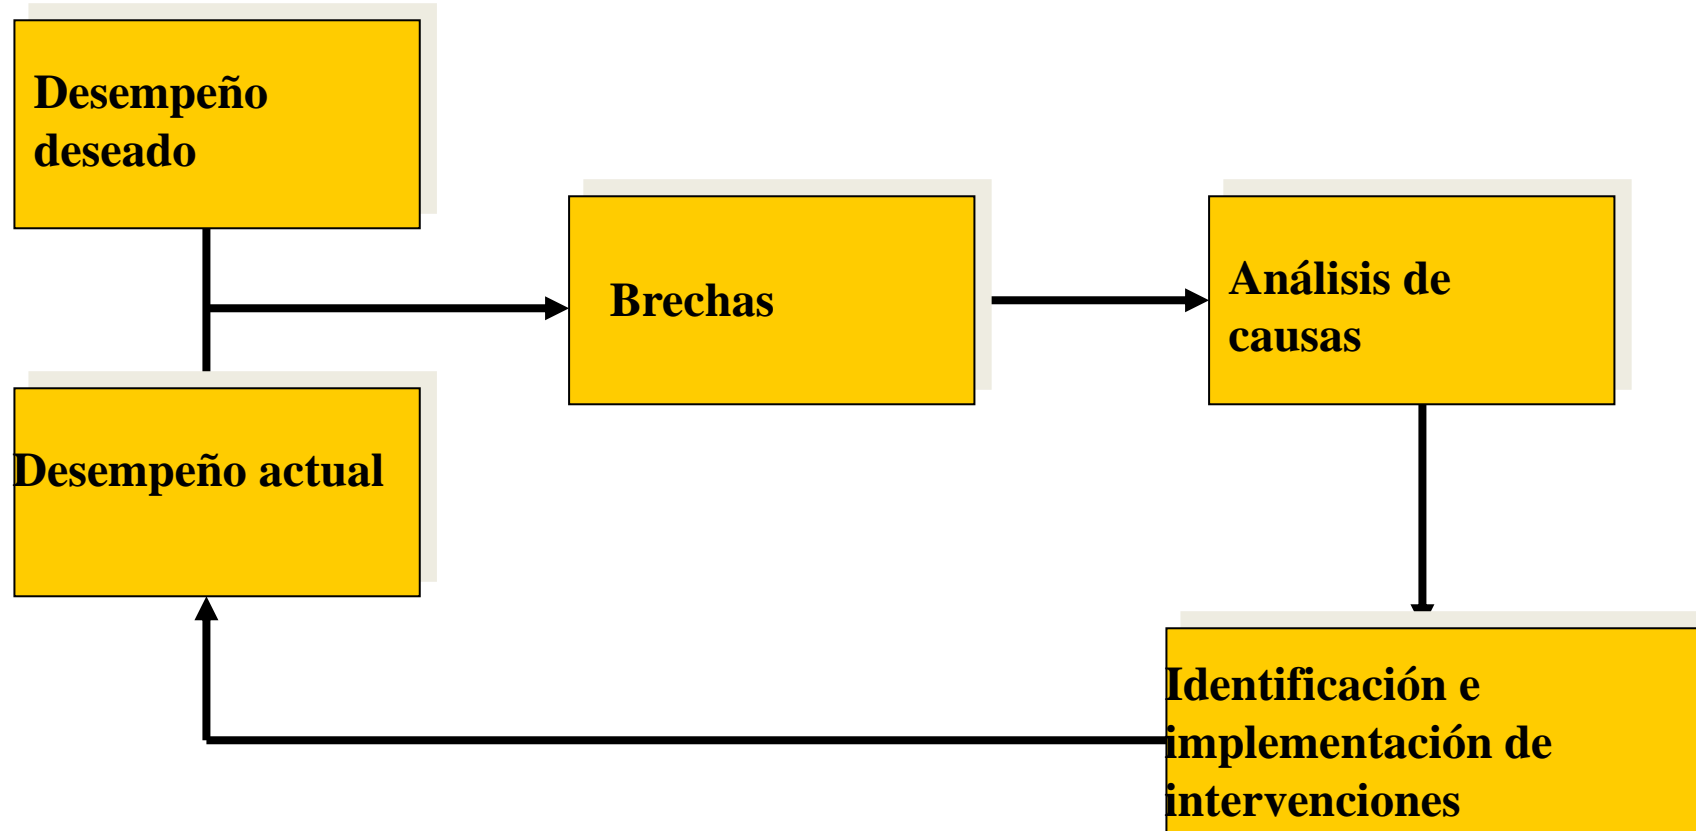 Desempeño
deseado
Brechas
Análisis de
causas
Desempeño actual
Identificación e
implementación de
intervenciones